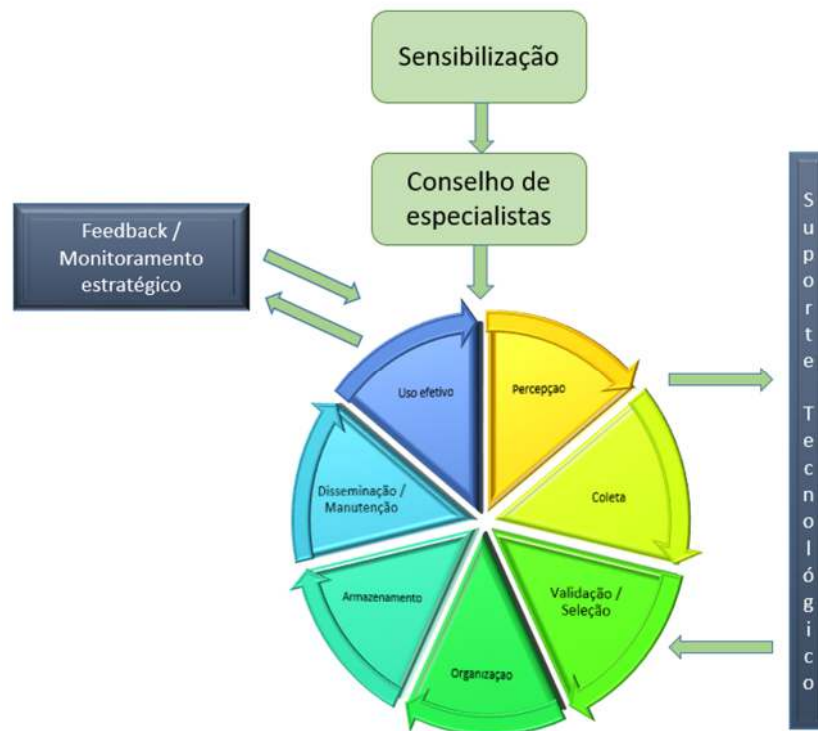 Sensibilização
Conselho de
especialistas
Feedback /
Monitoramento
estratégico
Uso efetivo
Percepçao
Disseminação /
Manutenção
Coleta
Armazenamento
Validação /
Seleção
Organizaçao
Suporte Tecnológico